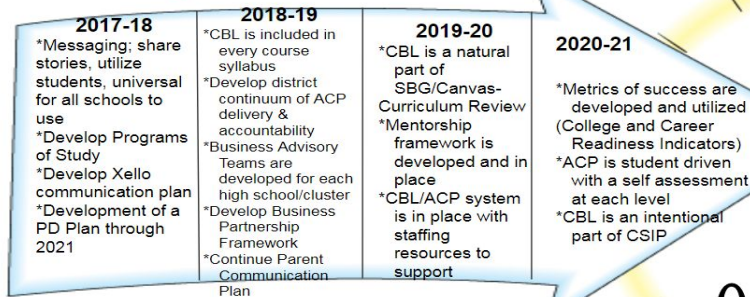 2017-18
*Messaging; share
stories, utilize
students, universal
for all schools to
use
*Develop Programs
of Study
*Develop Xello
communication plan
*Development of a
PD Plan through
2021
2018-19
*CBL is included in
every course
syllabus
*Develop district
continuum of ACP
delivery &
accountability
*Business Advisory
Teams are
developed for each
high school/cluster
*Develop Business
Partnership
Framework
*Continue Parent
Communication
Plan
2019-20
*CBL is a natural
part of
SBG/Canvas-
Curriculum Review
*Mentorship
framework is
developed and in
place
*CBL/ACP system
is in place with
staffing
resources to
support
2020-21
*Metrics of success are
developed and utilized
(College and Career
Readiness Indicators)
*ACP is student driven
with a self assessment
at each level
*CBL is an intentional
part of CSIP